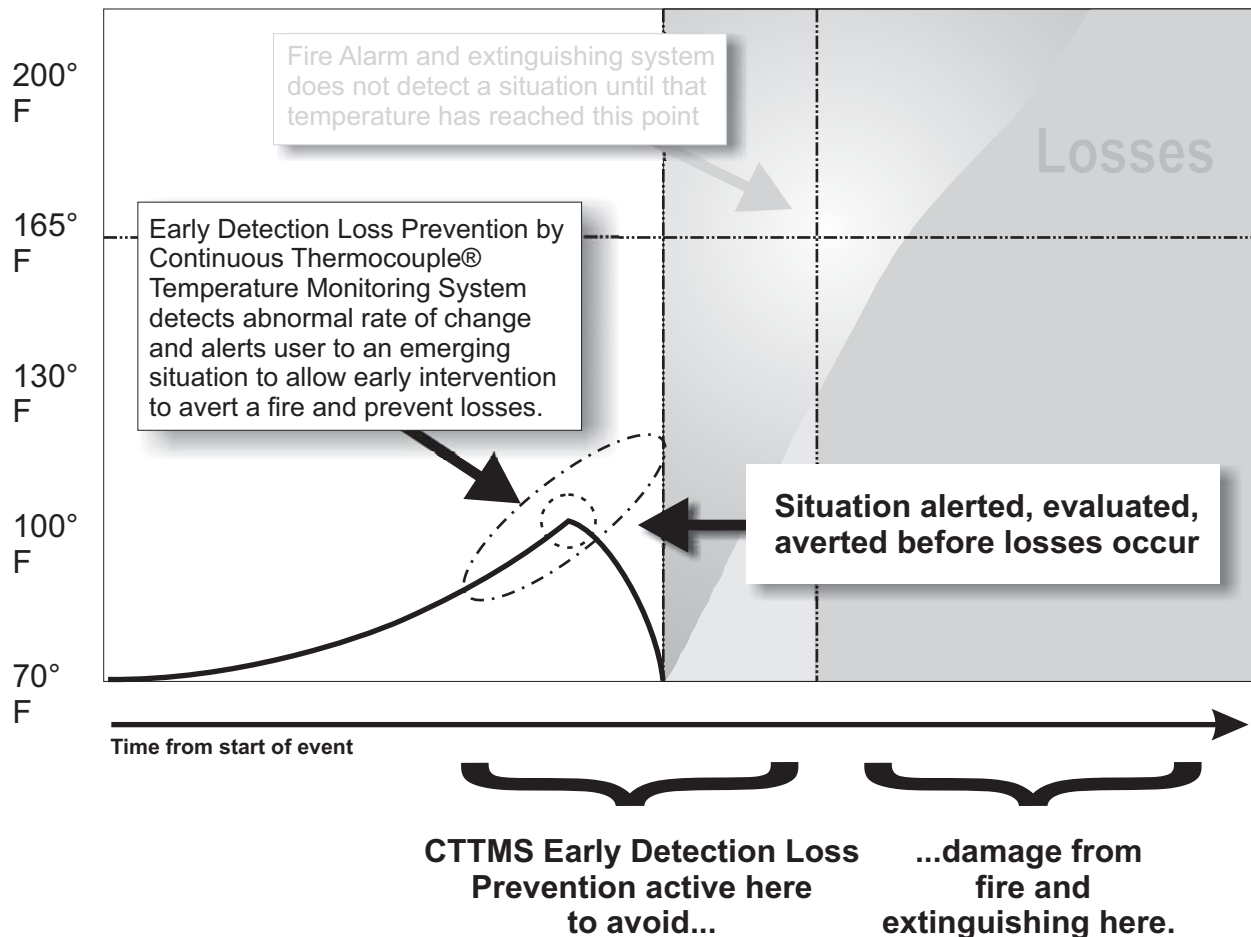 200°
F
Fire Alarm and extinguishing system
does not detect a situation until that
temperature has reached this point
Losses
165°
F
Early Detection Loss Prevention by
Continuous Thermocouple®
Temperature Monitoring System
detects abnormal rate of change
and alerts user to an emerging
situation to allow early intervention
to avert a fire and prevent losses.
130°
F
100°
F
Situation alerted, evaluated,
averted before losses occur
70°
F
Time from start of event
CTTMS Early Detection Loss
Prevention active here
to avoid...
...damage from
fire and
extinguishing here.